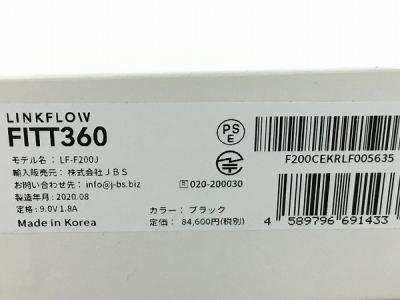 LINKFLOW
FITT360
モデル名： LF-F200J
輸入販売元： 株式会社ＪＢＳ
お問い合わせ先： info@j-bs.biz
製造年月：2020.08
定格：9.0V 1.8A
Made in Korea
PS
E
R 020-200030
カラー： ブラック
定価： 84,600円(税別)
F200CEKRLF005635
4 589796 691433